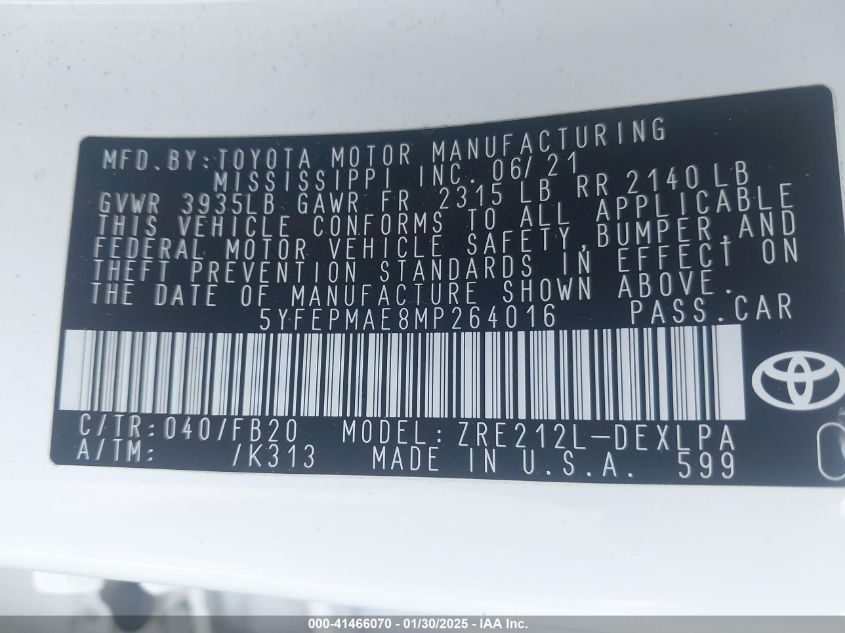 MFD. BY: TOYOTA MOTOR MANUFACTURING
MISSISSIPPI INC. 06/21
GVWR 3935LB GAWR FR 2315 LB RR 2140 LB
THIS VEHICLE CONFORMS TO ALL APPLICABLE
FEDERAL MOTOR VEHICLE SAFETY, BUMPER, AND
THEFT PREVENTION STANDARDS IN EFFECT ON
THE DATE OF MANUFACTURE SHOWN ABOVE.
5YFEPMAE8MP264016 PASS. CAR
C/TR: 040/FB20 MODEL: ZRE212L-DEXLPA
A/TM: /K313 MADE IN U.S.A. 599
000-41466070 - 01/30/2025 - IAA Inc.